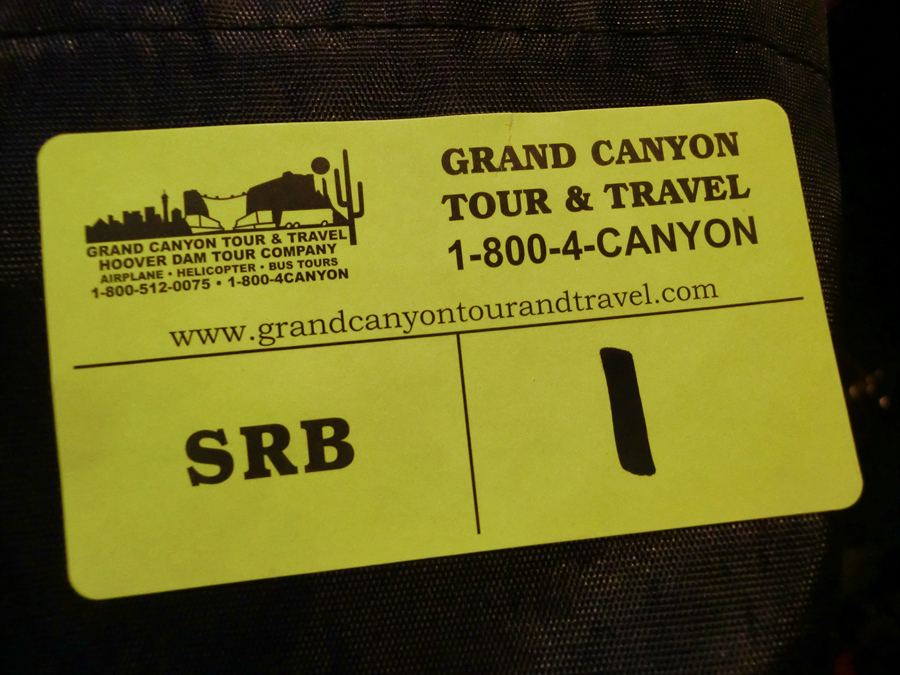 GRAND CANYON TOUR & TRAVEL
HOOVER DAM TOUR COMPANY
AIRPLANE • HELICOPTER • BUS TOURS
1-800-512-0075 • 1-800-4CANYON
GRAND CANYON
TOUR & TRAVEL
1-800-4-CANYON
www.grandcanyontourandtravel.com
SRB
1